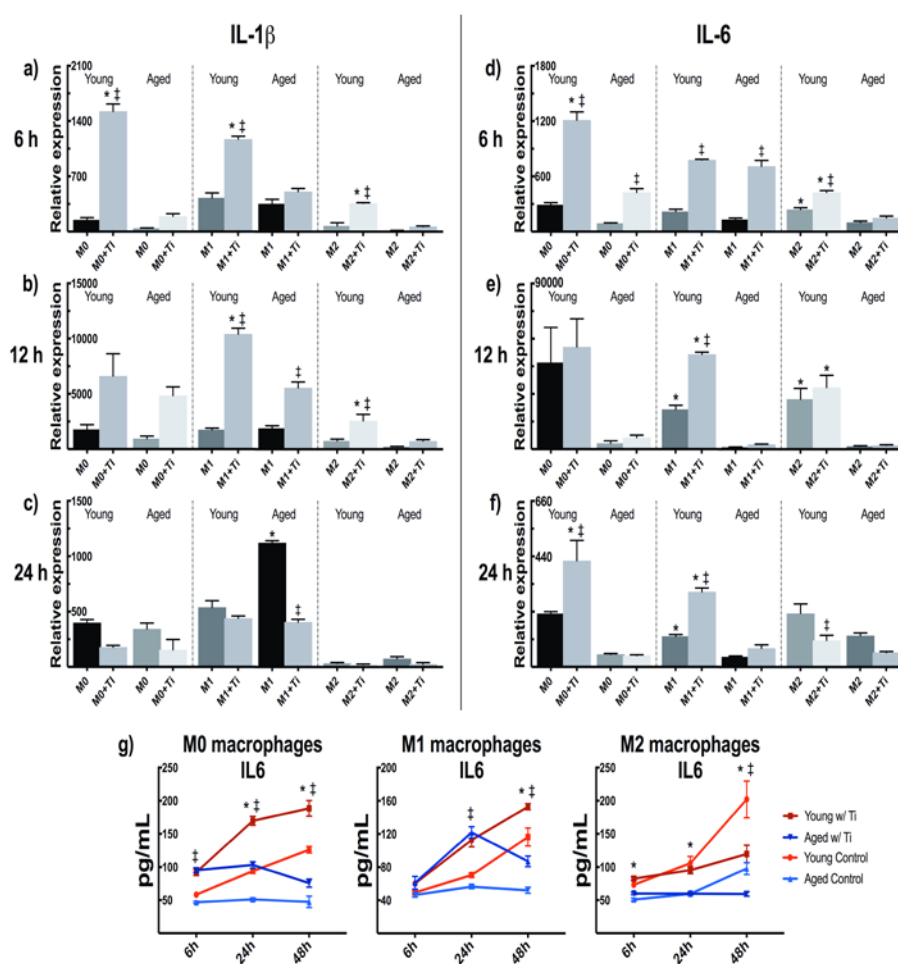 IL-1β
IL-6
a)
Young Aged Young Aged Young Aged
6 h
Relative expression
2100
1400
700
* ‡ * ‡ * ‡
M0 M0+Ti M0 M0+Ti M1 M1+Ti M1 M1+Ti M2 M2+Ti M2 M2+Ti
d)
Young Aged Young Aged Young Aged
6 h
Relative expression
1800
1200
600
* ‡ ‡ ‡ ‡ * * ‡
M0 M0+Ti M0 M0+Ti M1 M1+Ti M1 M1+Ti M2 M2+Ti M2 M2+Ti
b)
Young Aged Young Aged Young Aged
12 h
Relative expression
15000
10000
5000
* ‡ ‡ * ‡
M0 M0+Ti M0 M0+Ti M1 M1+Ti M1 M1+Ti M2 M2+Ti M2 M2+Ti
e)
Young Aged Young Aged Young Aged
12 h
Relative expression
90000
* * ‡ * *
M0 M0+Ti M0 M0+Ti M1 M1+Ti M1 M1+Ti M2 M2+Ti M2 M2+Ti
c)
Young Aged Young Aged Young Aged
24 h
Relative expression
1500
1000
500
* ‡
M0 M0+Ti M0 M0+Ti M1 M1+Ti M1 M1+Ti M2 M2+Ti M2 M2+Ti
f)
Young Aged Young Aged Young Aged
24 h
Relative expression
660
440
* ‡ * * ‡ ‡
M0 M0+Ti M0 M0+Ti M1 M1+Ti M1 M1+Ti M2 M2+Ti M2 M2+Ti
g)
M0 macrophages
IL6
pg/mL
250
200
150
100
50
‡ * ‡ * ‡
6h 24h 48h
M1 macrophages
IL6
pg/mL
200
160
120
80
40
‡ * ‡
6h 24h 48h
M2 macrophages
IL6
pg/mL
250
200
150
100
50
* * * ‡
6h 24h 48h
Young w/ Ti
Aged w/ Ti
Young Control
Aged Control